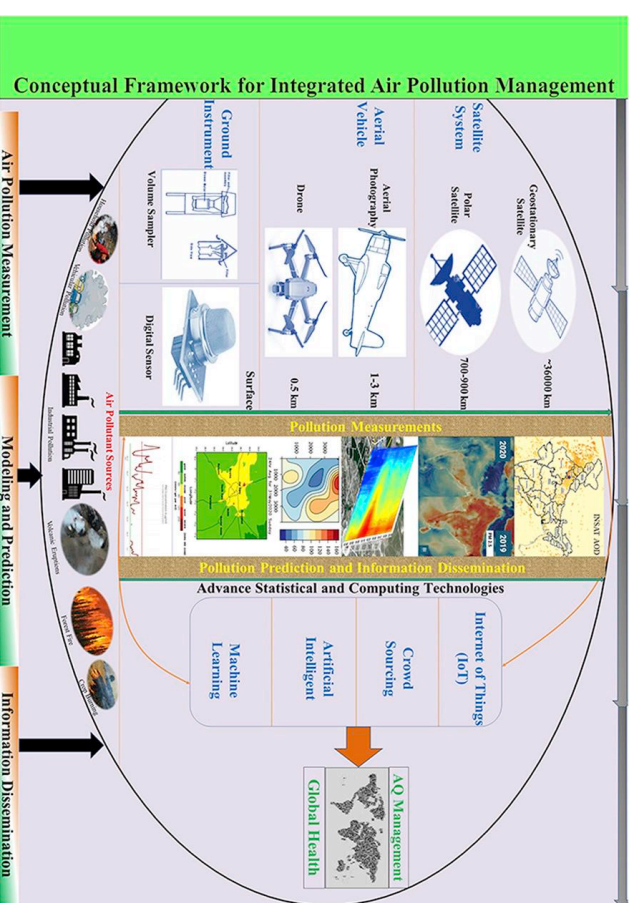 Conceptual Framework for Integrated Air Pollution Management
Air Pollution Measurement
Modeling and Prediction
Information Dissemination
Satellite
System
Geostationary
Satellite
~36000 km
Polar
Satellite
700-900 km
Aerial
Vehicle
Aerial
Photography
1-3 km
Drone
0.5 km
Ground
Instrument
Volume Sampler
Digital Sensor
Surface
Pollution Measurements
INSAT AOD
2020
2019
PM 2.5
Pollution Prediction and Information Dissemination
Advance Statistical and Computing Technologies
Internet of Things
(IoT)
Crowd
Sourcing
Artificial
Intelligent
Machine
Learning
AQ Management
Global Health
Air Pollutant Sources
Industrial Pollution
Volcanic Eruptions
Forest Fire